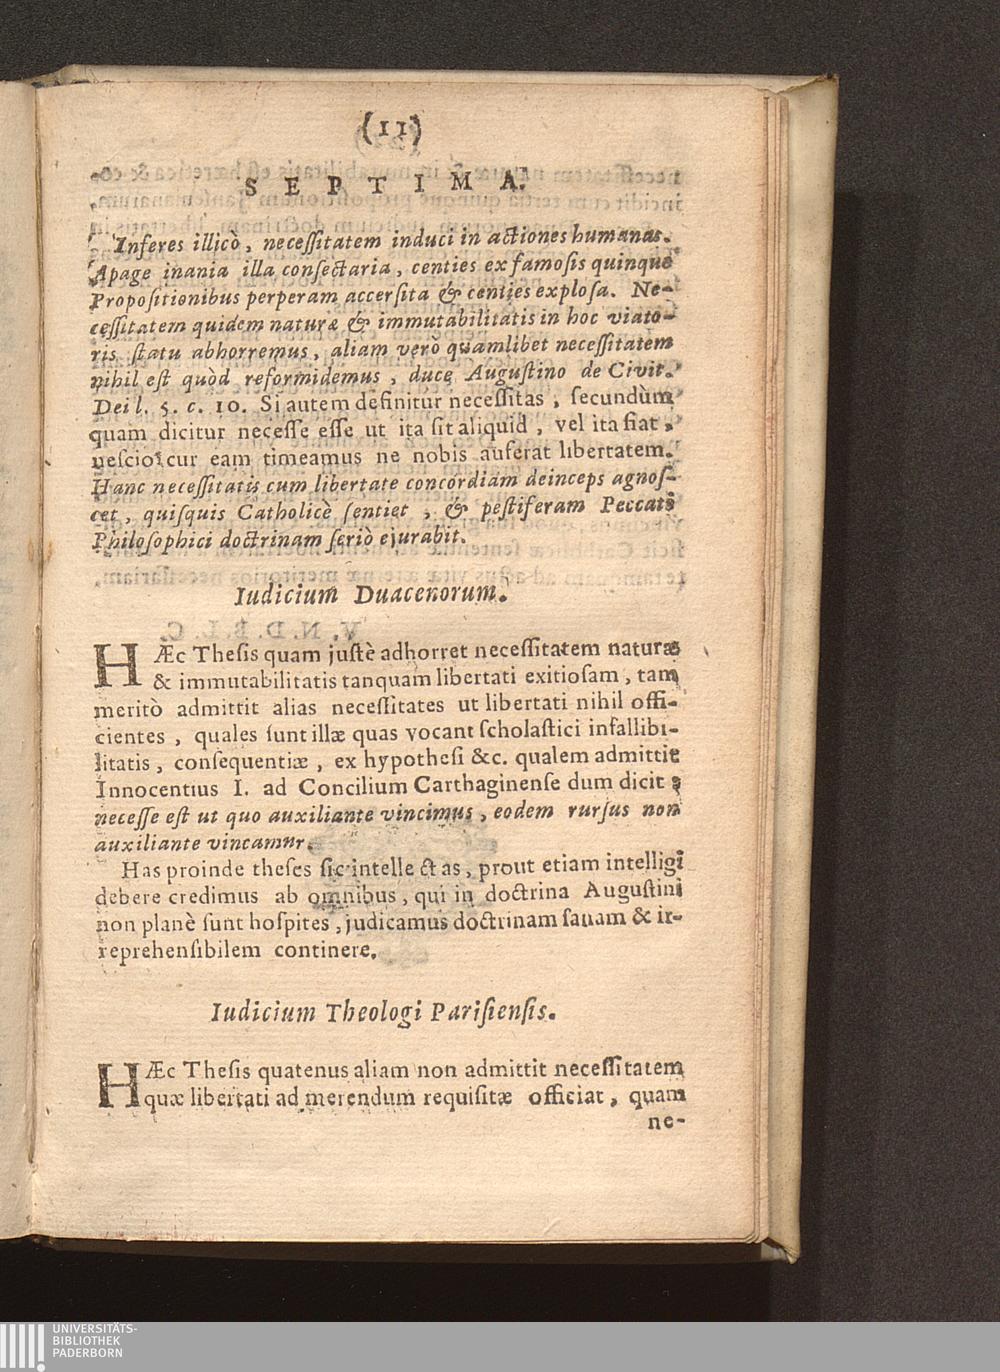 (11)
SEPTIMA.
Inferes illicò, neceſſitatem induci in actiones humanas.
Apage inania illa conſectaria, centies ex famoſis quinque
Propoſitionibus perperam accerſita & centies exploſa. Ne-
ceſſitatem quidem naturæ & immutabilitatis in hoc viato-
ris ſtatu abhorremus, aliam verò quamlibet neceſſitatem
nihil eſt quòd reformidemus, duce Auguſtino de Civit.
Dei l. 5. c. 10. Si autem definitur neceſſitas, ſecundùm
quam dicitur neceſſe eſſe ut ita ſit aliquid, vel ita fiat,
neſcio cur eam timeamus ne nobis auferat libertatem.
Hanc neceſſitatis cum libertate concordiam deinceps agnoſ-
cet, quiſquis Catholicè ſentiet, & peſtiferam Peccati
Philoſophici doctrinam ſeriò ejurabit.
Iudicium Duacenorum.
HÆc Theſis quam juſtè adhorret neceſſitatem naturæ
& immutabilitatis tanquam libertati exitioſam, tam
meritò admittit alias neceſſitates ut libertati nihil offi-
cientes, quales ſunt illæ quas vocant ſcholaſtici infallibi-
litatis, conſequentiæ, ex hypotheſi &c. qualem admittit
Innocentius I. ad Concilium Carthaginenſe dum dicit,
neceſſe eſt ut quo auxiliante vincimus, eodem rurſus non
auxiliante vincamur.
Has proinde theſes ſic intellectas, prout etiam intelligi
debere credimus ab omnibus, qui in doctrina Auguſtini
non planè ſunt hoſpites, judicamus doctrinam ſanam & ir-
reprehenſibilem continere.
Iudicium Theologi Pariſienſis.
HÆc Theſis quatenus aliam non admittit neceſſitatem
quæ libertati ad merendum requiſitæ officiat, quam
ne-
UNIVERSITÄTS-
BIBLIOTHEK
PADERBORN